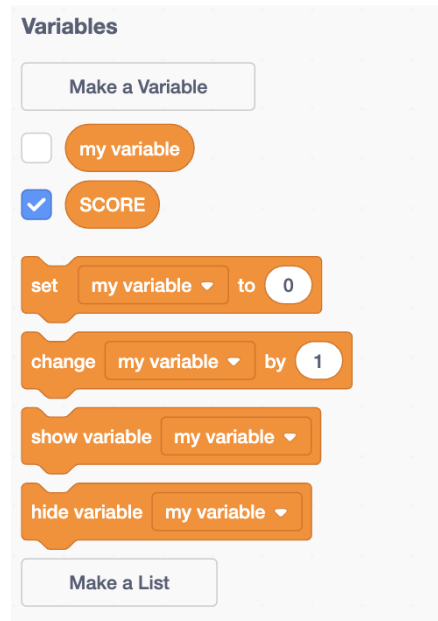 Variables
Make a Variable
my variable
SCORE
set my variable to 0
change my variable by 1
show variable my variable
hide variable my variable
Make a List